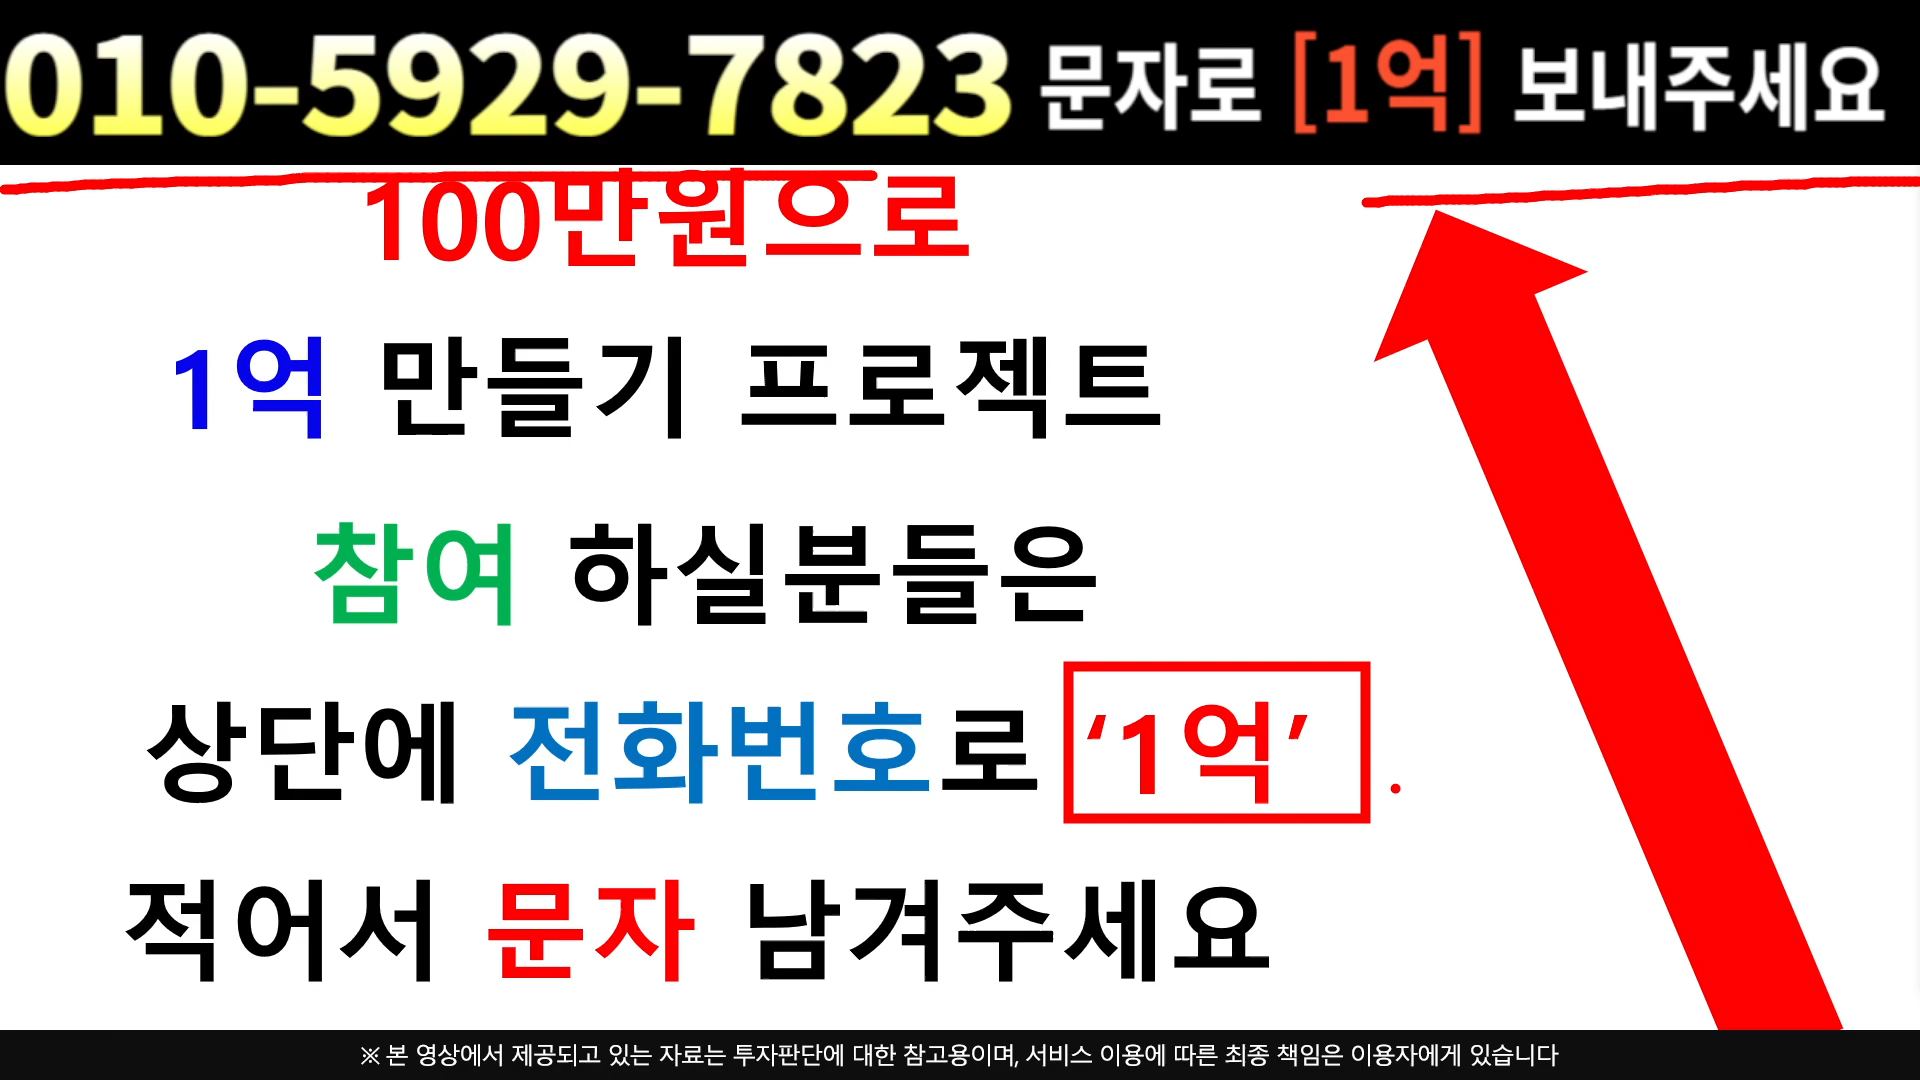 010-5929-7823 문자로 [1억] 보내주세요
100만원으로
1억 만들기 프로젝트
참여 하실분들은
상단에 전화번호로 ‘1억’ .
적어서 문자 남겨주세요
※ 본 영상에서 제공되고 있는 자료는 투자판단에 대한 참고용이며, 서비스 이용에 따른 최종 책임은 이용자에게 있습니다